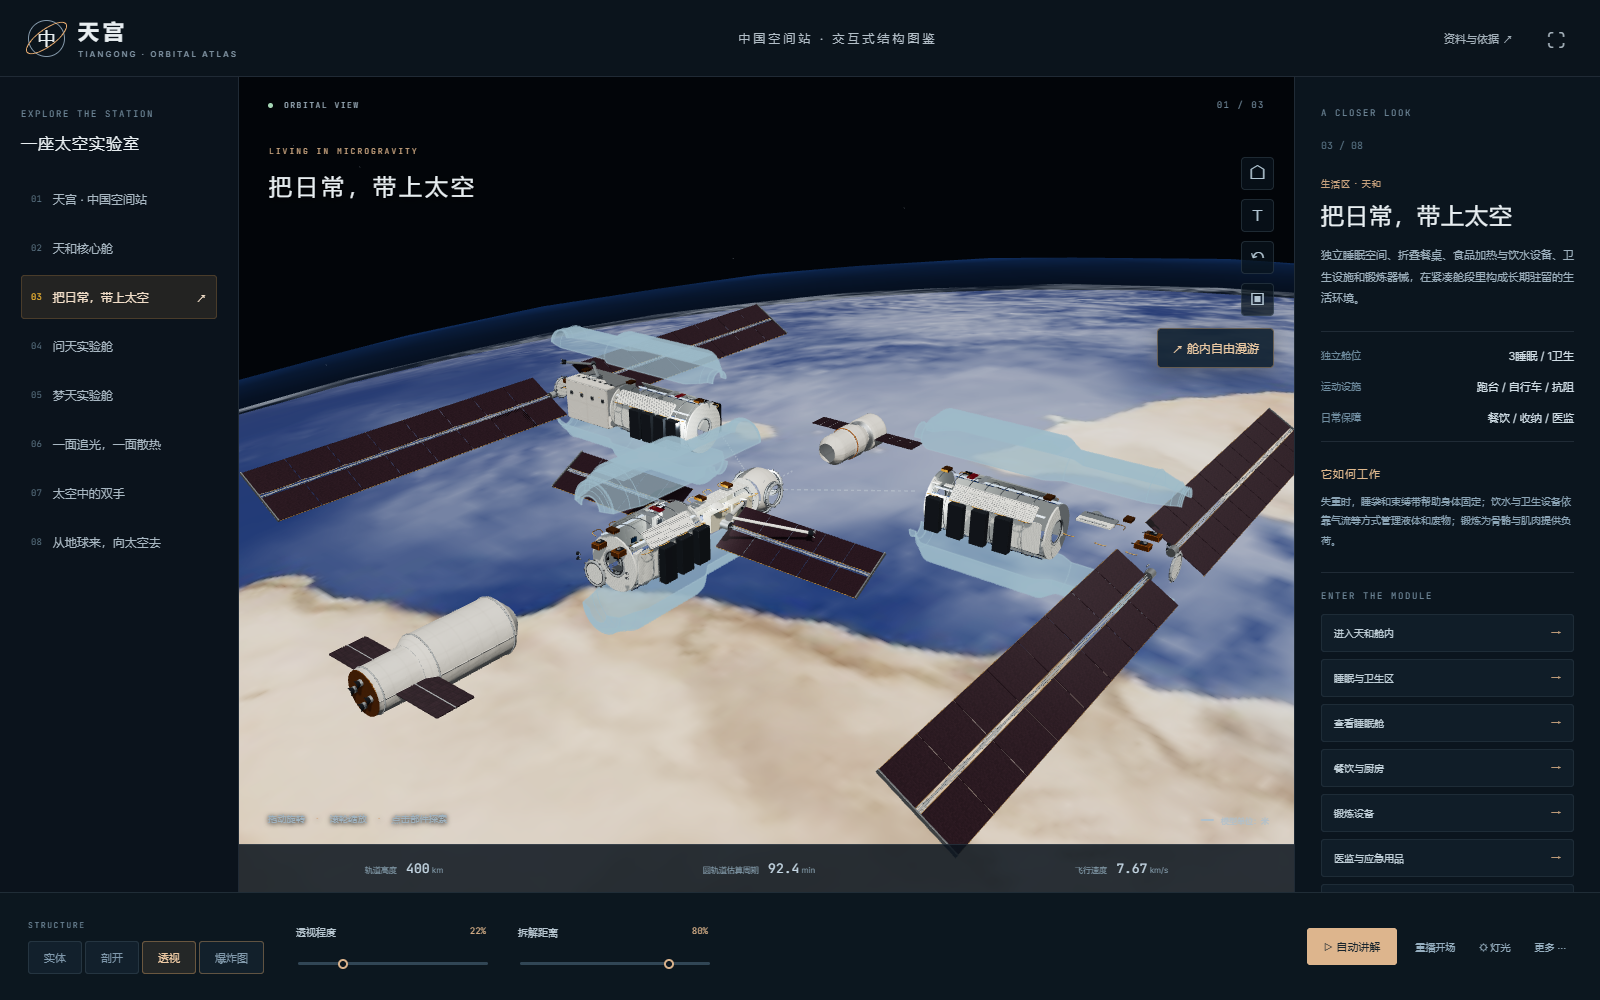 中
天宫
TIANGONG · ORBITAL ATLAS
中国空间站 · 交互式结构图鉴
资料与依据 ↗
EXPLORE THE STATION
一座太空实验室
01 天宫 · 中国空间站
02 天和核心舱
03 把日常，带上太空 ↗
04 问天实验舱
05 梦天实验舱
06 一面追光，一面散热
07 太空中的双手
08 从地球来，向太空去
ORBITAL VIEW
01 / 03
LIVING IN MICROGRAVITY
把日常，带上太空
T
↗ 舱内自由漫游
轨道高度 400 km
圆轨道估算周期 92.4 min
飞行速度 7.67 km/s
A CLOSER LOOK
03 / 08
生活区 · 天和
把日常，带上太空
独立睡眠空间、折叠餐桌、食品加热与饮水设备、卫
生设施和锻炼器械，在紧凑舱段里构成长期驻留的生
活环境。
独立舱位 3睡眠 / 1卫生
运动设施 跑台 / 自行车 / 抗阻
日常保障 餐饮 / 收纳 / 医监
它如何工作
失重时，睡袋和束缚带帮助身体固定；饮水与卫生设备依
靠气流等方式管理液体和废物；锻炼为骨骼与肌肉提供负
荷。
ENTER THE MODULE
进入天和舱内 →
睡眠与卫生区 →
查看睡眠舱 →
餐饮与厨房 →
锻炼设备 →
医监与应急用品 →
STRUCTURE
实体 剖开 透视 爆炸图
透视程度 22%
拆解距离 80%
▷ 自动讲解
重播开场
灯光
更多 ···